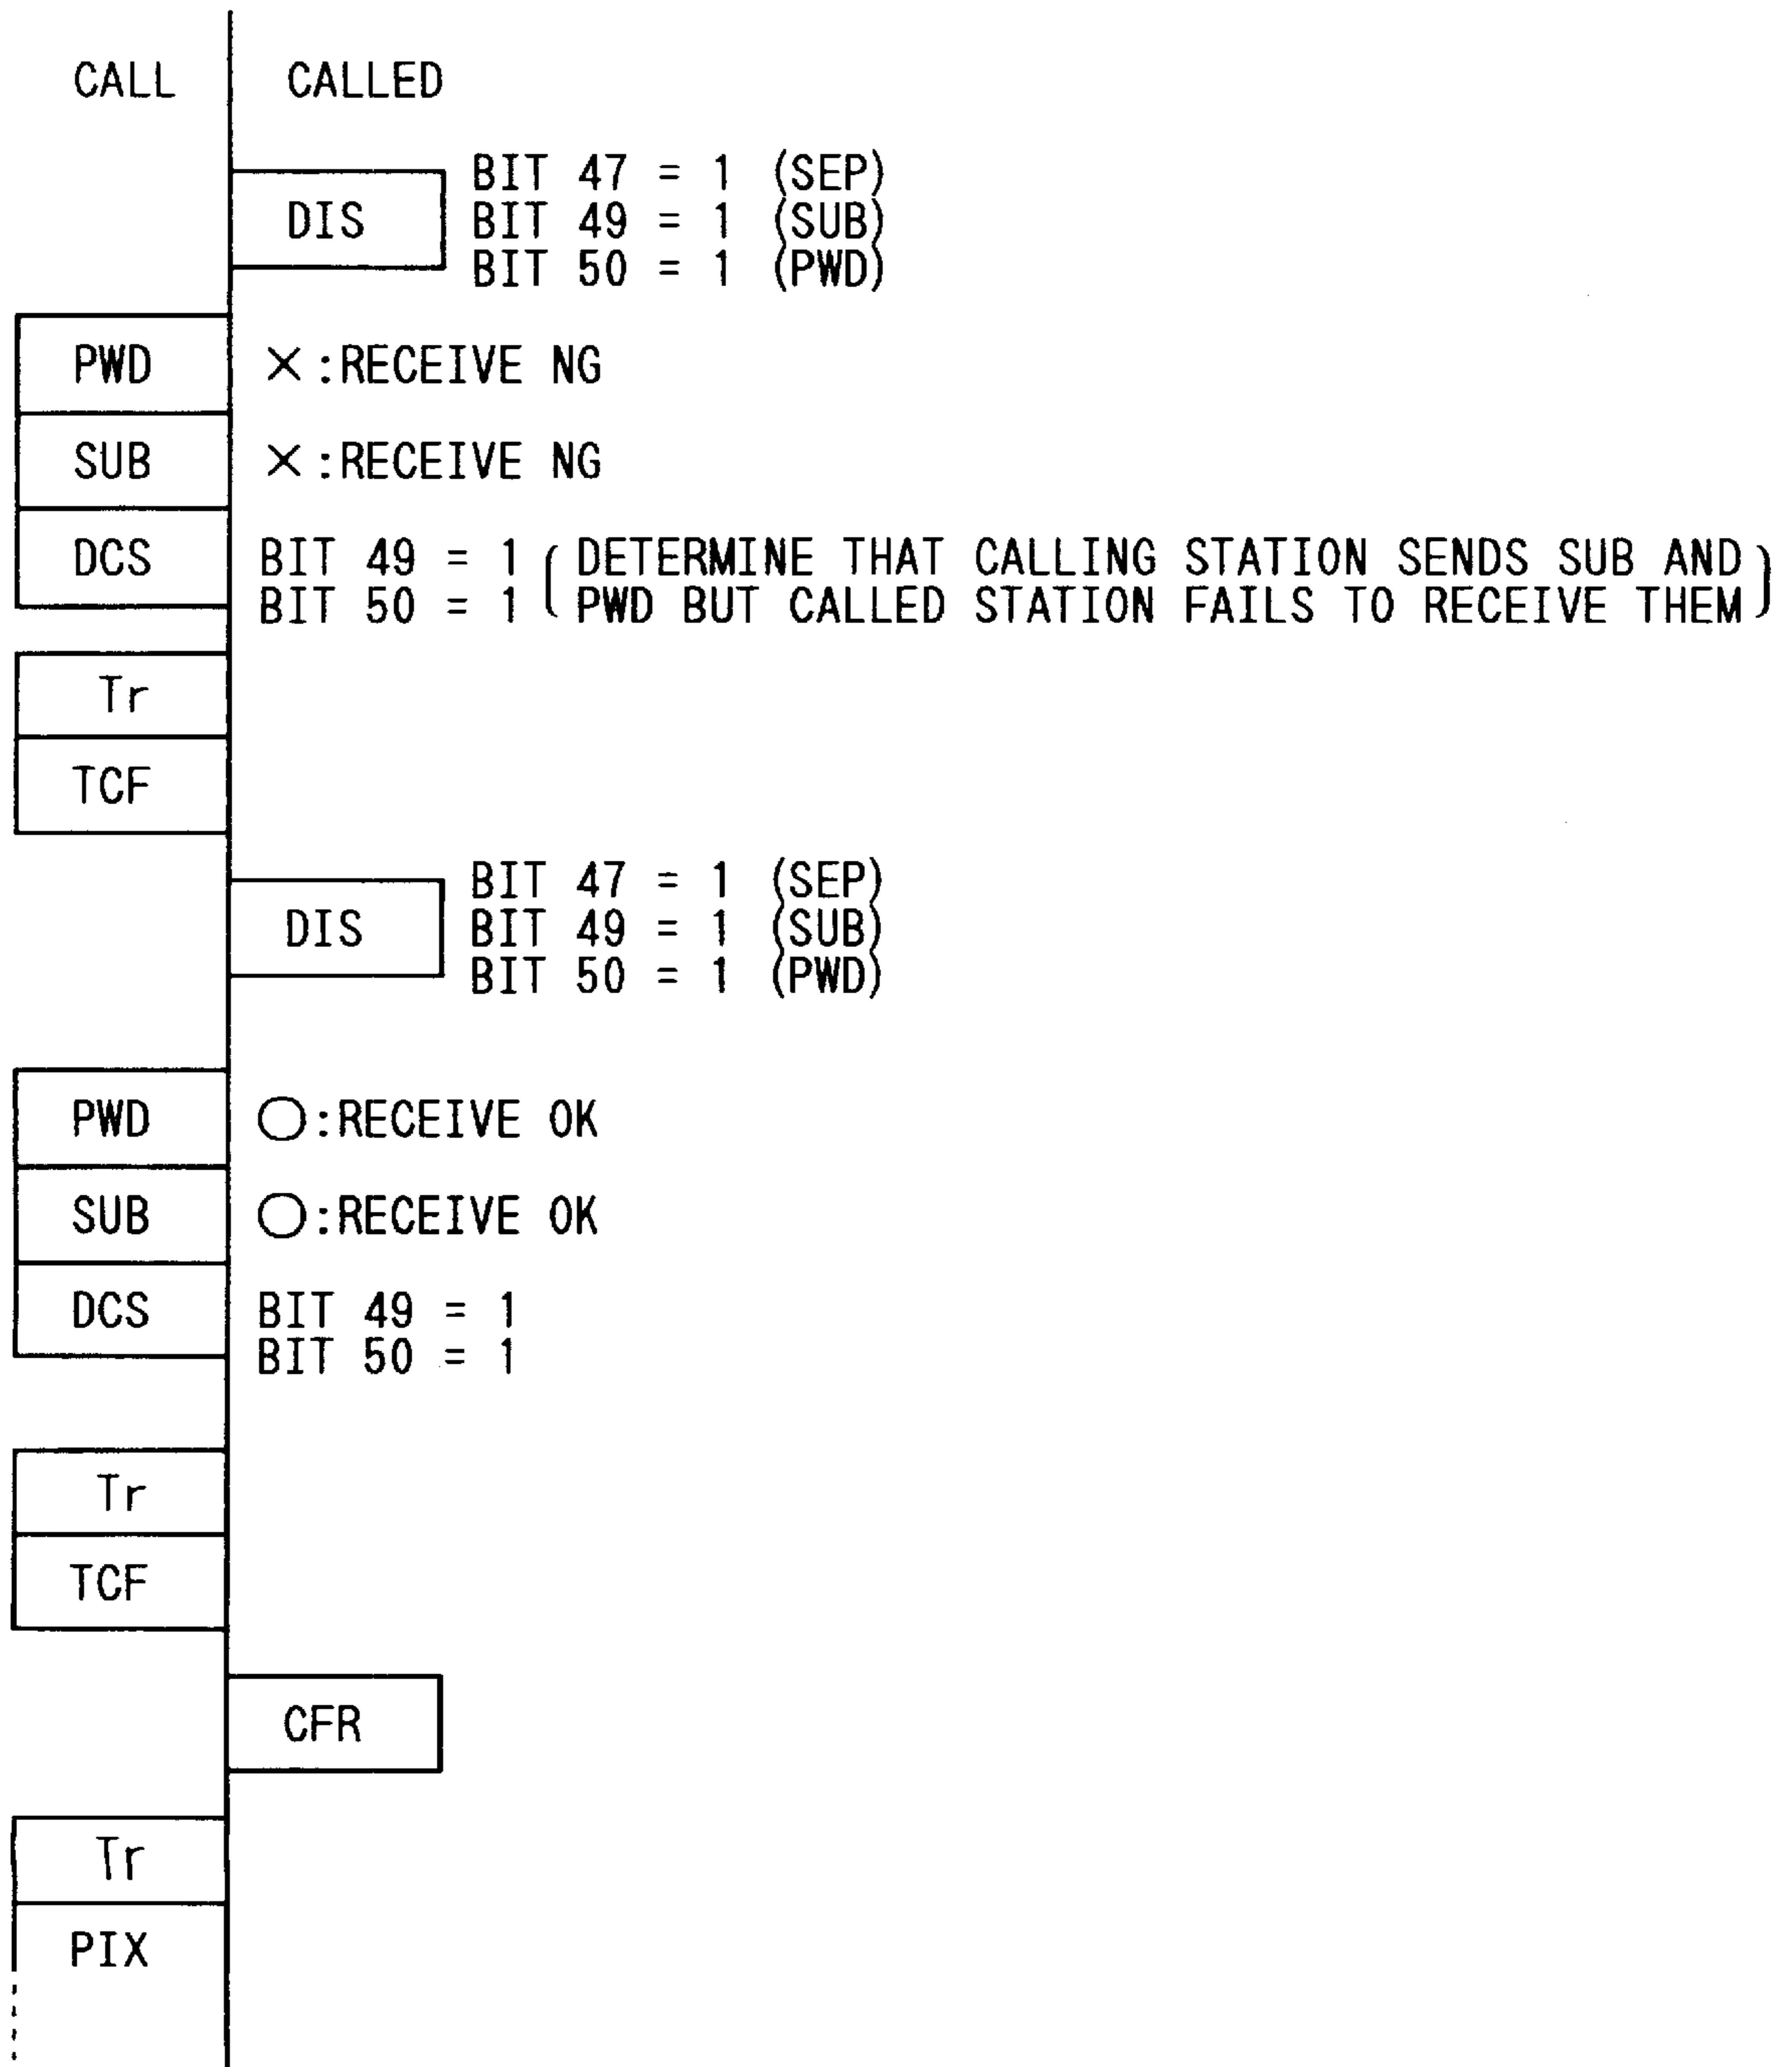 CALL CALLED
BIT 47 = 1 (SEP)
DIS BIT 49 = 1 (SUB)
BIT 50 = 1 (PWD)
PWD ×:RECEIVE NG
SUB ×:RECEIVE NG
DCS BIT 49 = 1 ( DETERMINE THAT CALLING STATION SENDS SUB AND
BIT 50 = 1 PWD BUT CALLED STATION FAILS TO RECEIVE THEM )
Tr
TCF
BIT 47 = 1 (SEP)
DIS BIT 49 = 1 (SUB)
BIT 50 = 1 (PWD)
PWD ○:RECEIVE OK
SUB ○:RECEIVE OK
DCS BIT 49 = 1
BIT 50 = 1
Tr
TCF
CFR
Tr
PIX